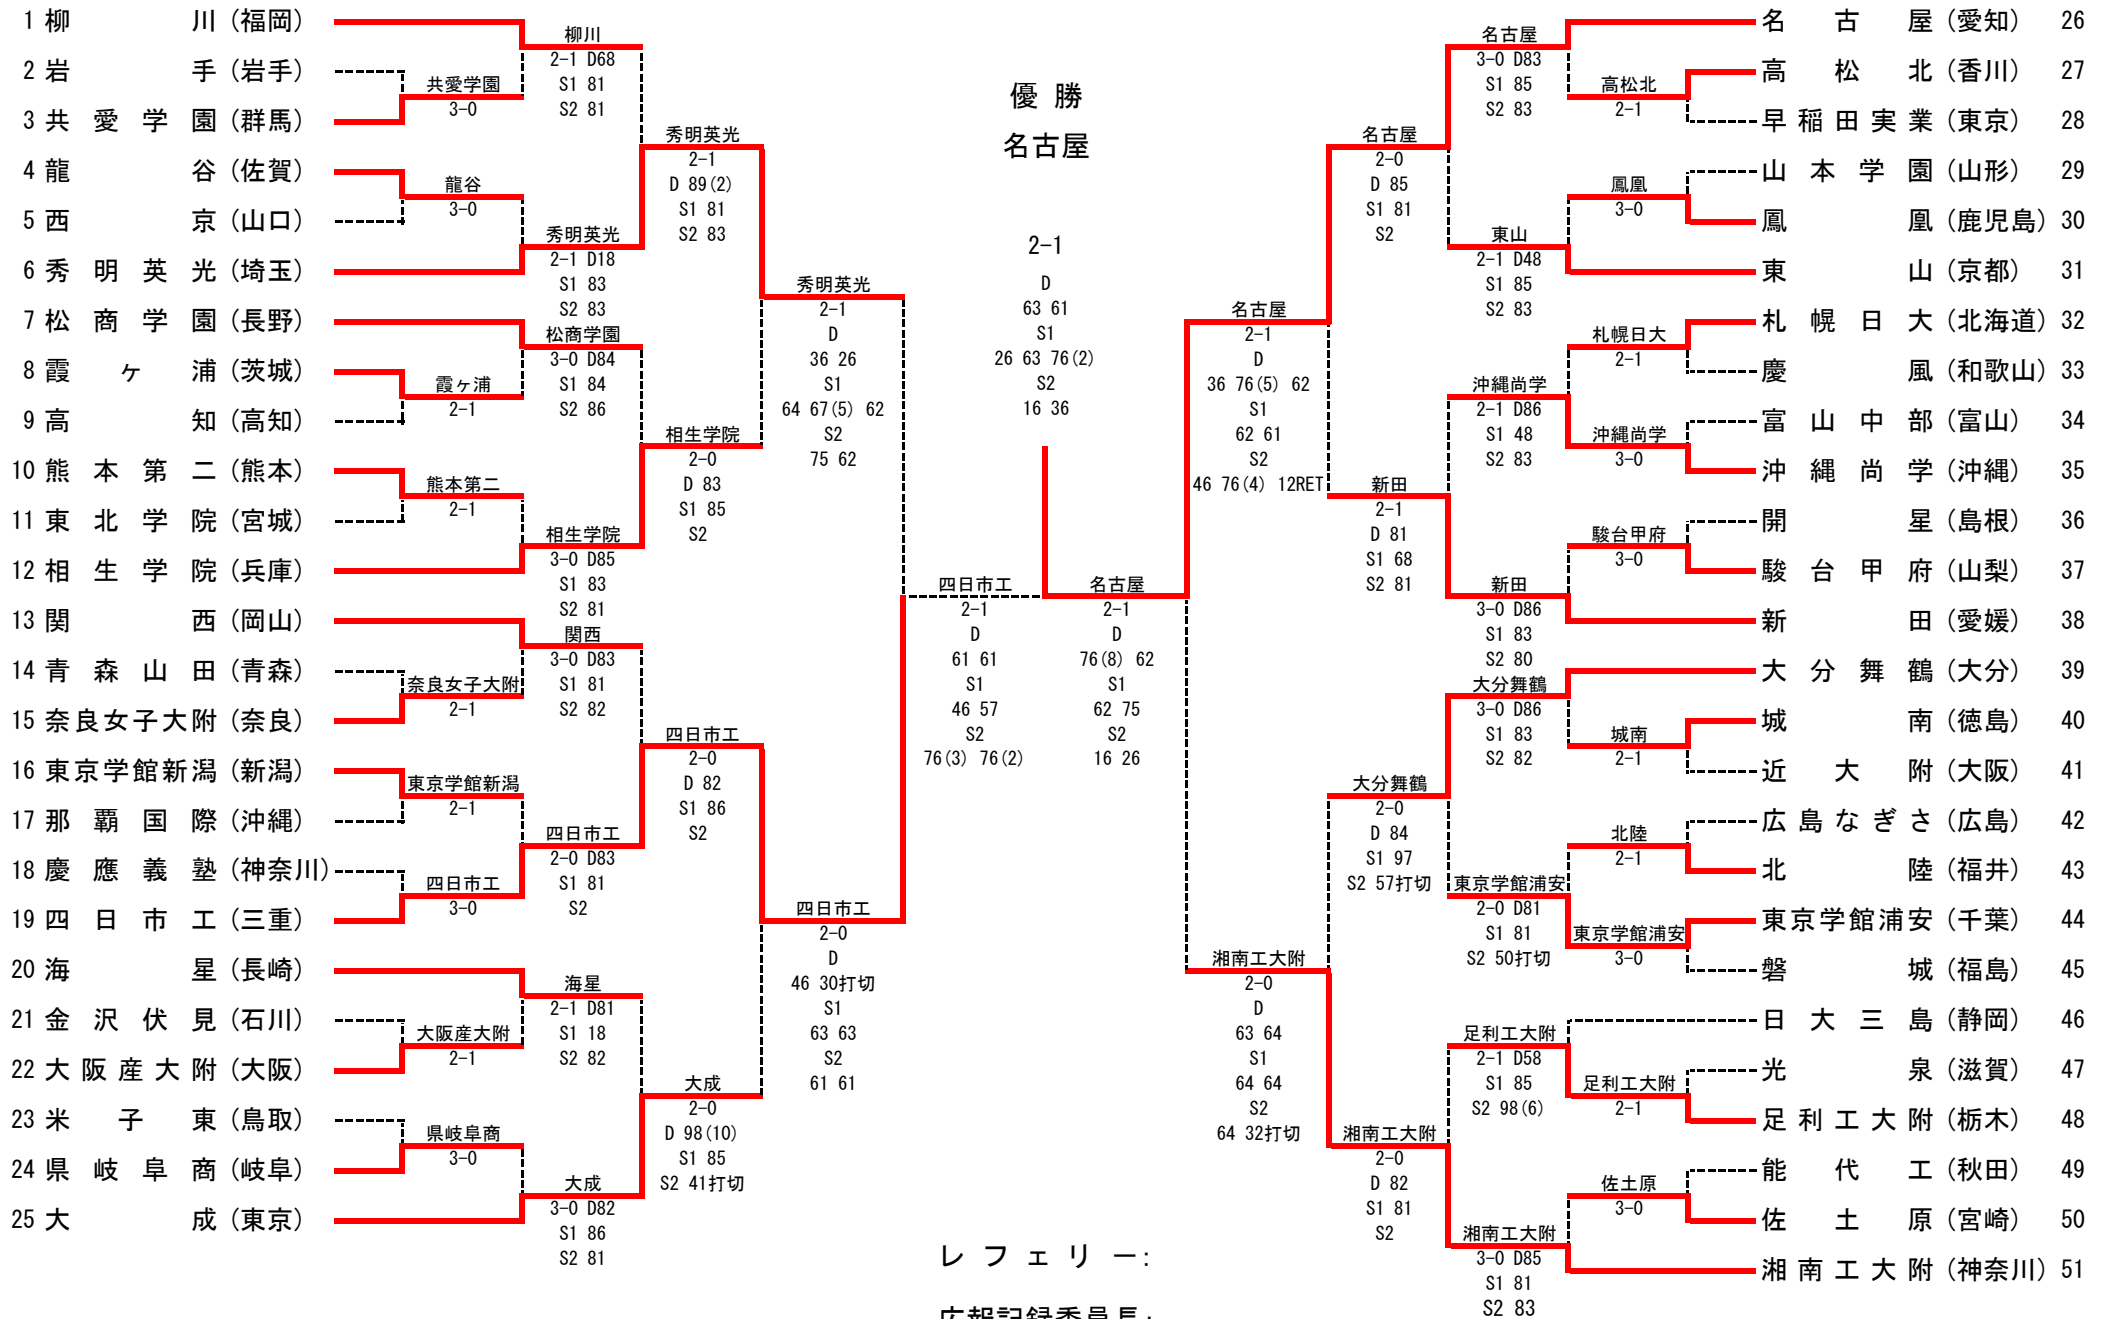 1 柳川 (福岡)
2 岩手 (岩手)
3 共愛学園 (群馬)
4 龍谷 (佐賀)
5 西京 (山口)
6 秀明英光 (埼玉)
7 松商学園 (長野)
8 霞ヶ浦 (茨城)
9 高知 (高知)
10 熊本第二 (熊本)
11 東北学院 (宮城)
12 相生学院 (兵庫)
13 関西 (岡山)
14 青森山田 (青森)
15 奈良女子大附 (奈良)
16 東京学館新潟 (新潟)
17 那覇国際 (沖縄)
18 慶應義塾 (神奈川)
19 四日市工 (三重)
20 海星 (長崎)
21 金沢伏見 (石川)
22 大阪産大附 (大阪)
23 米子東 (鳥取)
24 県岐阜商 (岐阜)
25 大成 (東京)
共愛学園
3-0
龍谷
3-0
霞ヶ浦
2-1
熊本第二
2-1
奈良女子大附
2-1
東京学館新潟
2-1
四日市工
3-0
大阪産大附
2-1
県岐阜商
3-0
柳川
2-1 D68
S1 81
S2 81
秀明英光
2-1 D18
S1 83
S2 83
松商学園
3-0 D84
S1 84
S2 86
相生学院
3-0 D85
S1 83
S2 81
関西
3-0 D83
S1 81
S2 82
四日市工
2-0 D83
S1 81
S2
海星
2-1 D81
S1 18
S2 82
大成
3-0 D82
S1 86
S2 81
秀明英光
2-1
D 89(2)
S1 81
S2 83
相生学院
2-0
D 83
S1 85
S2
四日市工
2-0
D 82
S1 86
S2
大成
2-0
D 98(10)
S1 85
S2 41打切
秀明英光
2-1
D
36 26
S1
64 67(5) 62
S2
75 62
四日市工
2-0
D
46 30打切
S1
63 63
S2
61 61
四日市工
2-1
D
61 61
S1
46 57
S2
76(3) 76(2)
優勝
名古屋
2-1
D
63 61
S1
26 63 76(2)
S2
16 36
名古屋
2-1
D
76(8) 62
S1
62 75
S2
16 26
名古屋
2-1
D
36 76(5) 62
S1
62 61
S2
46 76(4) 12RET
湘南工大附
2-0
D
63 64
S1
64 64
S2
64 32打切
名古屋
2-0
D 85
S1 81
S2
新田
2-1
D 81
S1 68
S2 81
大分舞鶴
2-0
D 84
S1 97
S2 57打切
湘南工大附
2-0
D 82
S1 81
S2
名古屋
3-0 D83
S1 85
S2 83
東山
2-1 D48
S1 85
S2 83
沖縄尚学
2-1 D86
S1 48
S2 83
新田
3-0 D86
S1 83
S2 80
大分舞鶴
3-0 D86
S1 83
S2 82
東京学館浦安
2-0 D81
S1 81
S2 50打切
足利工大附
2-1 D58
S1 85
S2 98(6)
湘南工大附
3-0 D85
S1 81
S2 83
高松北
2-1
鳳凰
3-0
札幌日大
2-1
沖縄尚学
3-0
駿台甲府
3-0
城南
2-1
北陸
2-1
東京学館浦安
3-0
足利工大附
2-1
佐土原
3-0
名古屋 (愛知) 26
高松北 (香川) 27
早稲田実業 (東京) 28
山本学園 (山形) 29
鳳凰 (鹿児島) 30
東山 (京都) 31
札幌日大 (北海道) 32
慶風 (和歌山) 33
富山中部 (富山) 34
沖縄尚学 (沖縄) 35
開星 (島根) 36
駿台甲府 (山梨) 37
新田 (愛媛) 38
大分舞鶴 (大分) 39
城南 (徳島) 40
近大附 (大阪) 41
広島なぎさ (広島) 42
北陸 (福井) 43
東京学館浦安 (千葉) 44
磐城 (福島) 45
日大三島 (静岡) 46
光泉 (滋賀) 47
足利工大附 (栃木) 48
能代工 (秋田) 49
佐土原 (宮崎) 50
湘南工大附 (神奈川) 51
レフェリー:
広報記録委員長: